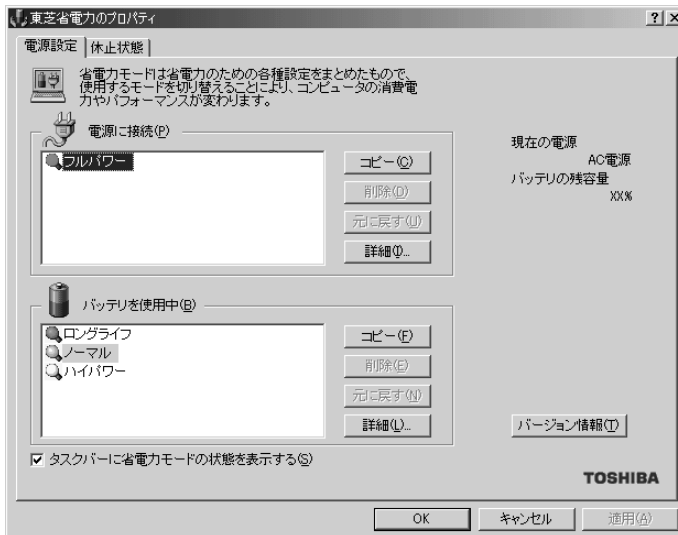 東芝省電力のプロパティ
電源設定
休止状態
省電力モードは省電力のための各種設定をまとめたもので、
使用するモードを切り替えることにより、コンピュータの消費電
力やパフォーマンスが変わります。
電源に接続(P)
フルパワー
コピー(C)
削除(D)
元に戻す(U)
詳細(I)...
現在の電源
AC電源
バッテリの残容量
XX%
バッテリを使用中(B)
ロングライフ
ノーマル
ハイパワー
コピー(F)
削除(E)
元に戻す(N)
詳細(L)...
バージョン情報(T)
タスクバーに省電力モードの状態を表示する(S)
TOSHIBA
OK
キャンセル
適用(A)